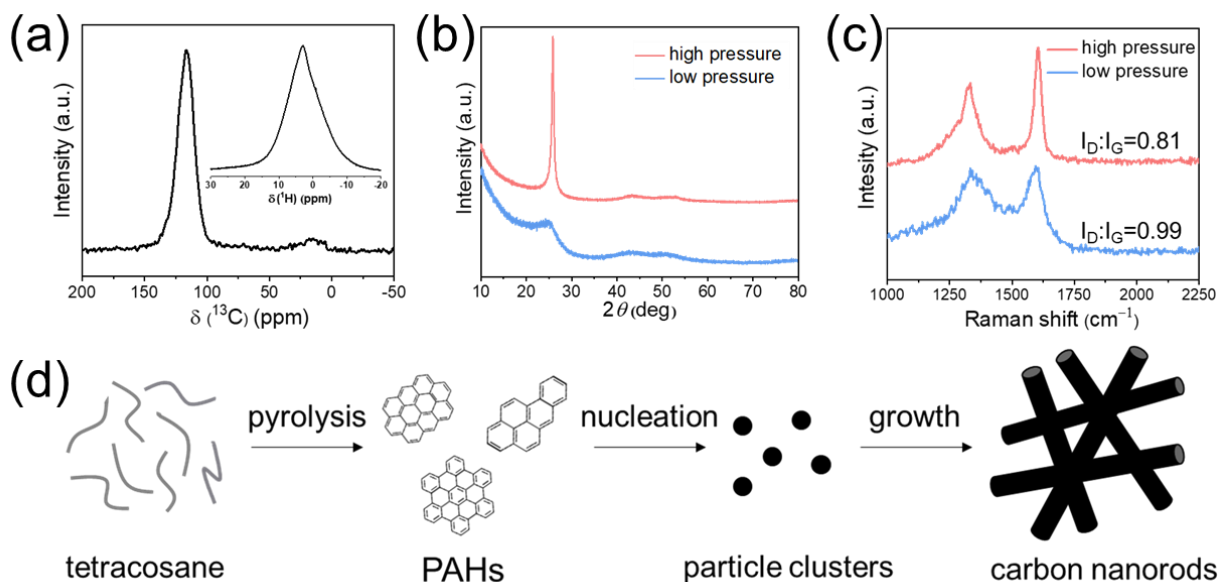 (a)
Intensity (a.u.)
30 20 10 0 -10 -20
δ(¹H) (ppm)
200 150 100 50 0 -50
δ (¹³C) (ppm)
(b)
high pressure
low pressure
Intensity (a.u.)
10 20 30 40 50 60 70 80
2θ(deg)
(c)
high pressure
low pressure
Intesity (a.u.)
I_D:I_G=0.81
I_D:I_G=0.99
1000 1250 1500 1750 2000 2250
Raman shift (cm⁻¹)
(d)
pyrolysis
nucleation
growth
tetracosane
PAHs
particle clusters
carbon nanorods